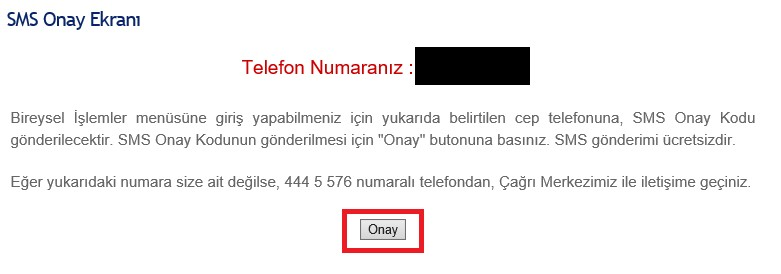 SMS Onay Ekranı
Telefon Numaranız :
Bireysel İşlemler menüsüne giriş yapabilmeniz için yukarıda belirtilen cep telefonuna, SMS Onay Kodu
gönderilecektir. SMS Onay Kodunun gönderilmesi için "Onay" butonuna basınız. SMS gönderimi ücretsizdir.
Eğer yukarıdaki numara size ait değilse, 444 5 576 numaralı telefondan, Çağrı Merkezimiz ile iletişime geçiniz.
Onay